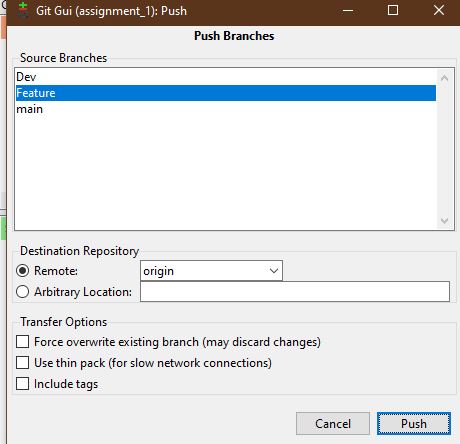 Git Gui (assignment_1): Push
Push Branches
Source Branches
Dev
Feature
main
Destination Repository
Remote: origin
Arbitrary Location:
Transfer Options
Force overwrite existing branch (may discard changes)
Use thin pack (for slow network connections)
Include tags
Cancel Push